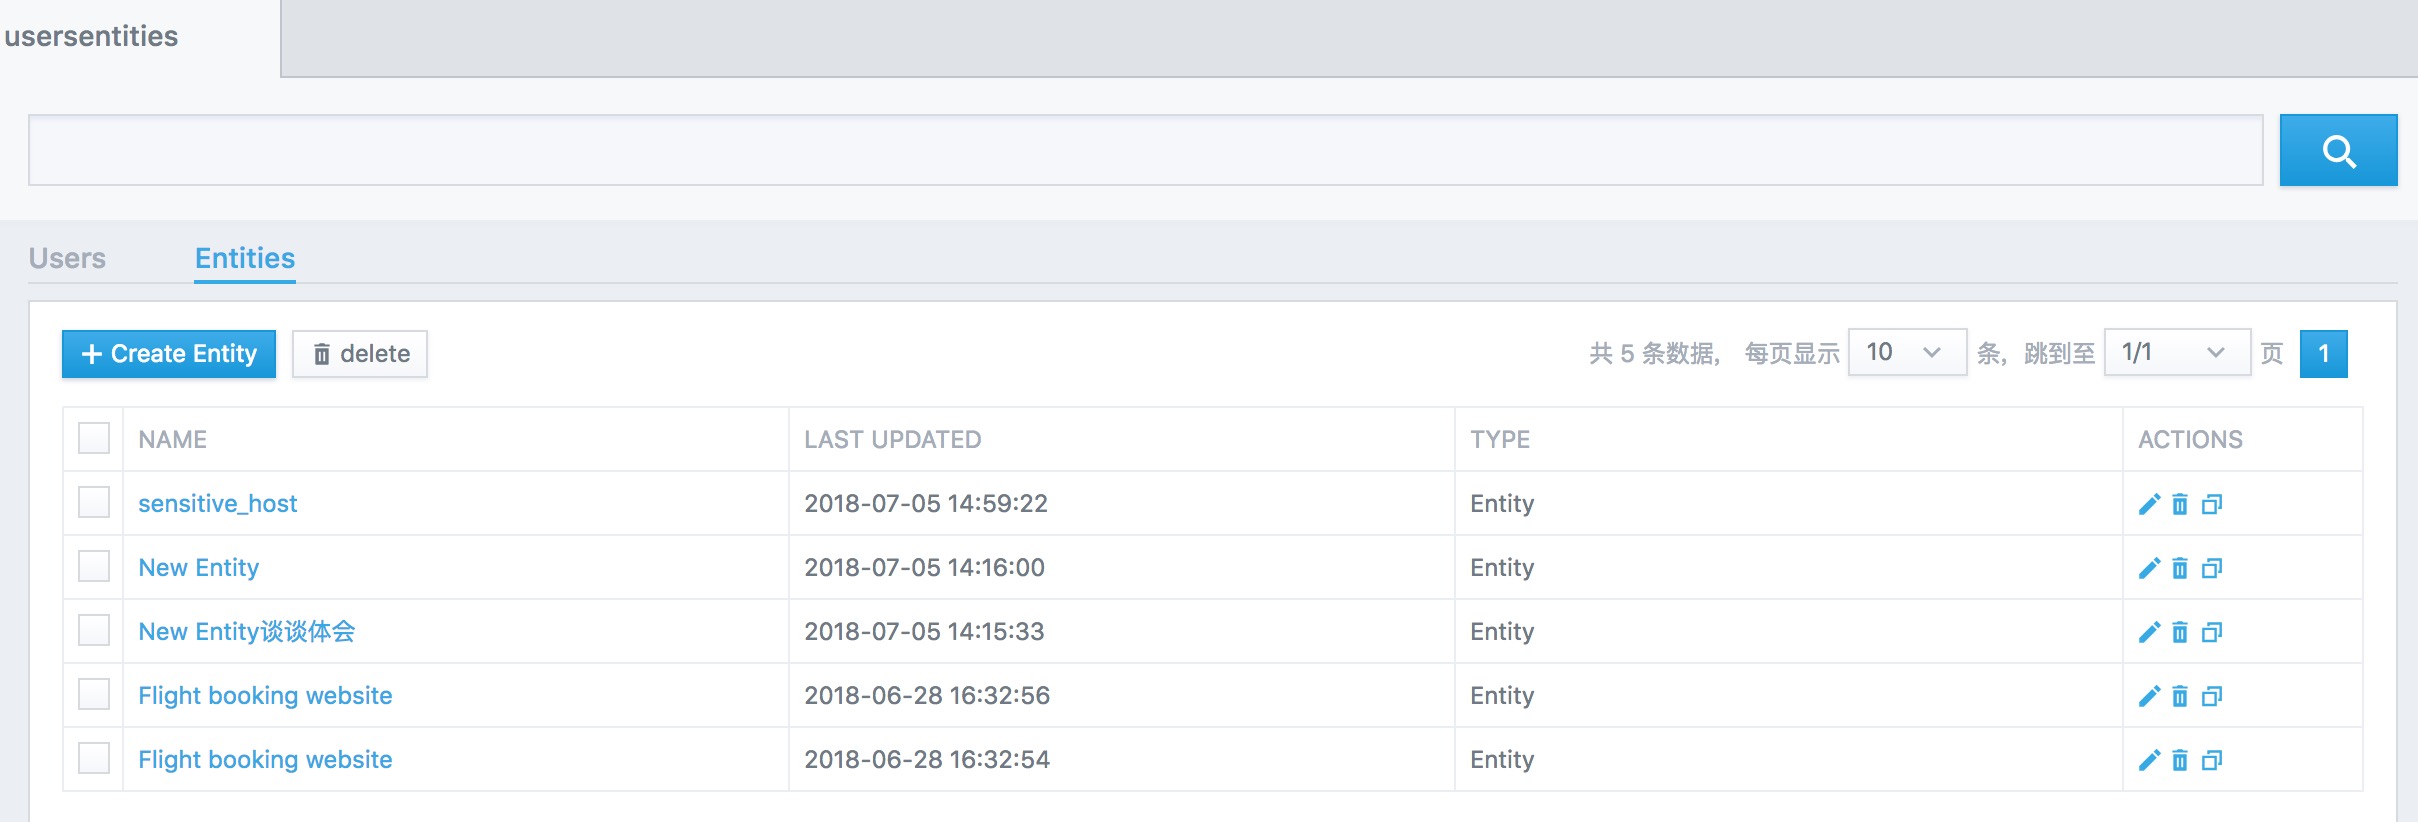 usersentities
Users Entities
Create Entity delete 共 5 条数据, 每页显示 10 条, 跳到至 1/1 页 1
NAME LAST UPDATED TYPE ACTIONS
sensitive_host 2018-07-05 14:59:22 Entity
New Entity 2018-07-05 14:16:00 Entity
New Entity谈谈体会 2018-07-05 14:15:33 Entity
Flight booking website 2018-06-28 16:32:56 Entity
Flight booking website 2018-06-28 16:32:54 Entity